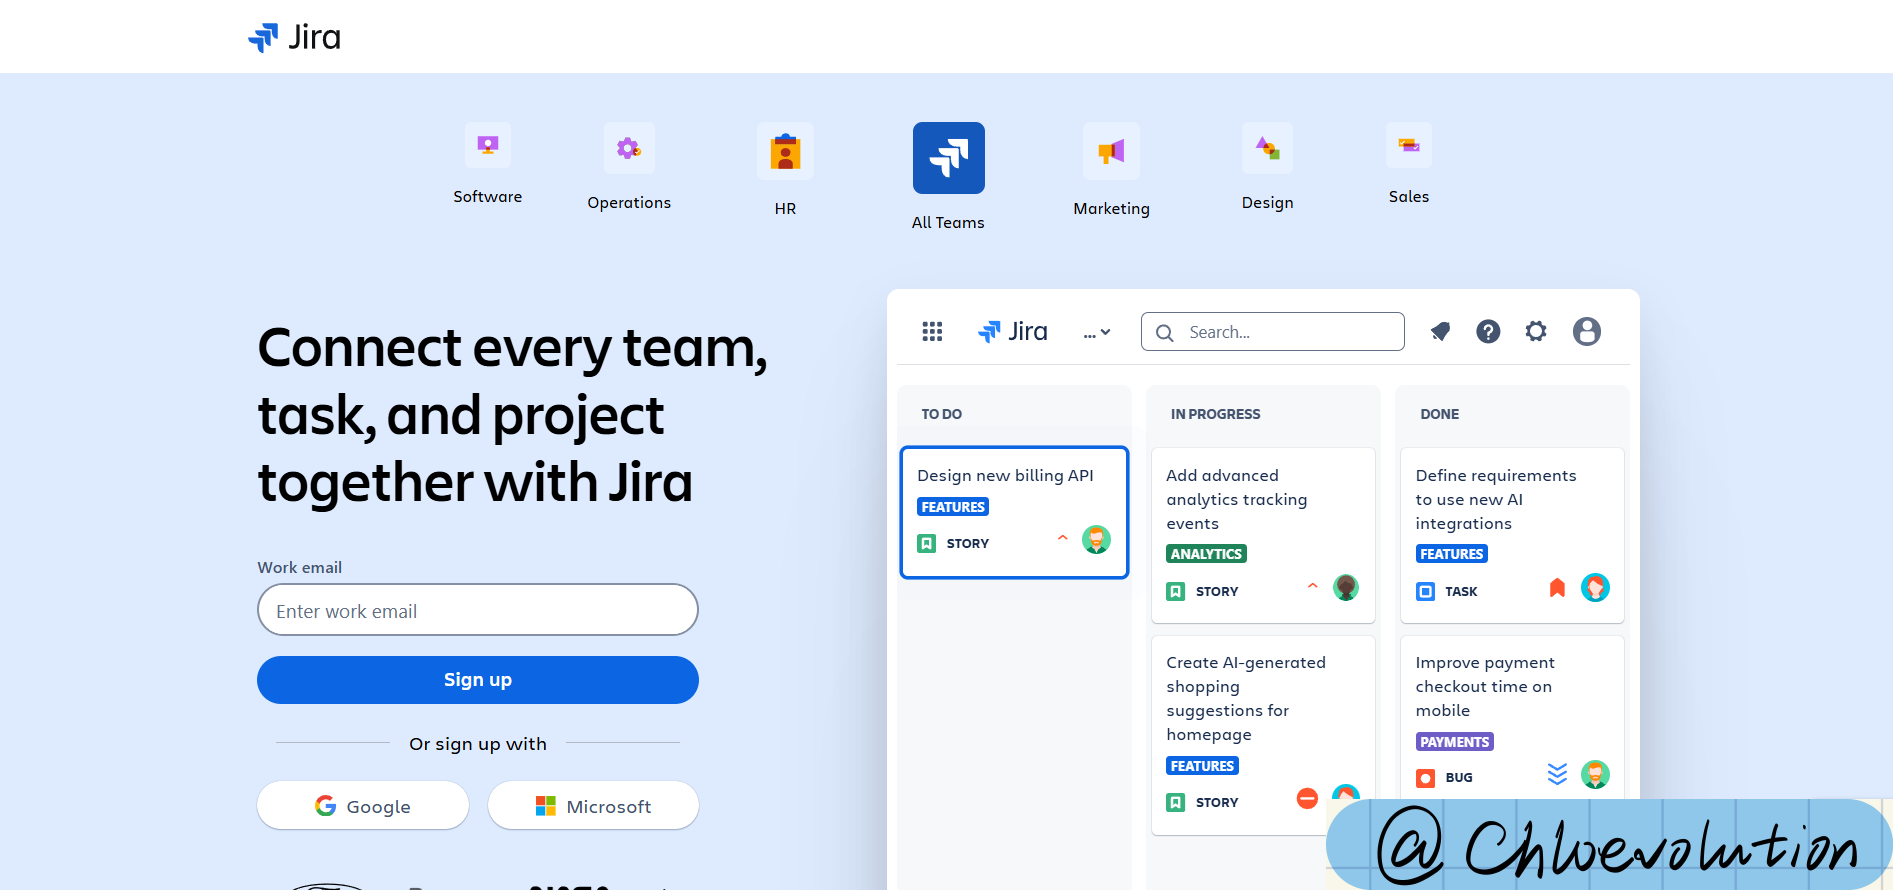 Jira
Software
Operations
HR
All Teams
Marketing
Design
Sales
Connect every team,
task, and project
together with Jira
Work email
Enter work email
Sign up
Or sign up with
Google
Microsoft
Jira
...
Search...
TO DO
Design new billing API
FEATURES
STORY
IN PROGRESS
Add advanced
analytics tracking
events
ANALYTICS
STORY
Create AI-generated
shopping
suggestions for
homepage
FEATURES
STORY
DONE
Define requirements
to use new AI
integrations
FEATURES
TASK
Improve payment
checkout time on
mobile
PAYMENTS
BUG
@Chloevolution